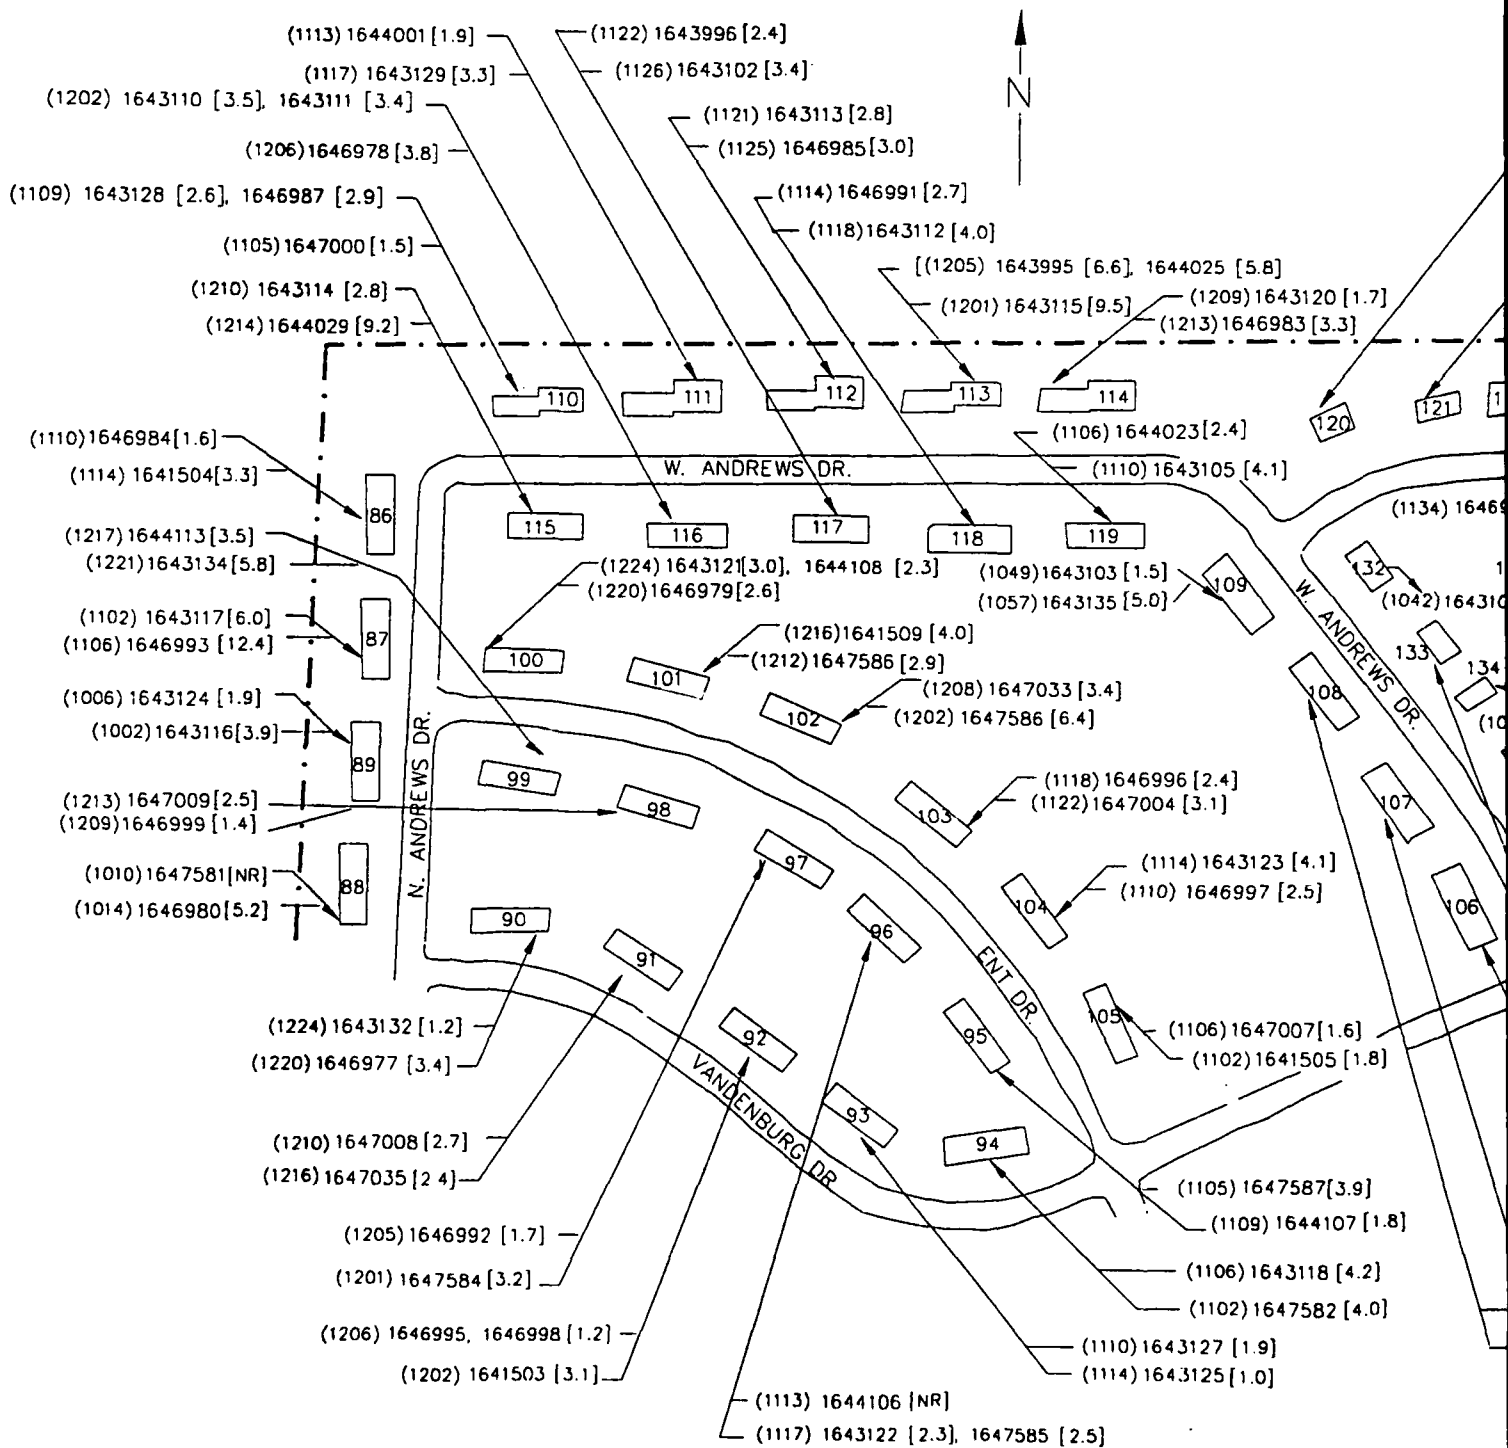 (1113) 1644001 [1.9]
(1122) 1643996 [2.4]
(1117) 1643129 [3.3]
(1126) 1643102 [3.4]
N
(1202) 1643110 [3.5], 1643111 [3.4]
(1121) 1643113 [2.8]
(1206) 1646978 [3.8]
(1125) 1646985 [3.0]
(1109) 1643128 [2.6], 1646987 [2.9]
(1114) 1646991 [2.7]
(1105) 1647000 [1.5]
(1118) 1643112 [4.0]
[(1205) 1643995 [6.6], 1644025 [5.8]
(1210) 1643114 [2.8]
(1201) 1643115 [9.5]
(1209) 1643120 [1.7]
(1214) 1644029 [9.2]
(1213) 1646983 [3.3]
110
111
112
113
114
120
121
1
(1110) 1646984 [1.6]
(1106) 1644023 [2.4]
(1114) 1641504 [3.3]
W. ANDREWS DR.
(1110) 1643105 [4.1]
86
(1134) 16469
115
116
117
118
119
(1217) 1644113 [3.5]
(1221) 1643134 [5.8]
(1224) 1643121 [3.0], 1644108 [2.3]
(1220) 1646979 [2.6]
(1049) 1643103 [1.5]
(1057) 1643135 [5.0]
109
132
1
(1042) 164310
W. ANDREWS DR.
(1102) 1643117 [6.0]
(1106) 1646993 [12.4]
87
100
101
(1216) 1641509 [4.0]
(1212) 1647586 [2.9]
133
134
108
(1006) 1643124 [1.9]
(1002) 1643116 [3.9]
102
(1208) 1647033 [3.4]
(1202) 1647586 [6.4]
(10
89
N. ANDREWS DR.
99
98
(1118) 1646996 [2.4]
(1122) 1647004 [3.1]
103
107
(1213) 1647009 [2.5]
(1209) 1646999 [1.4]
97
(1010) 1647581 [NR]
(1014) 1646980 [5.2]
88
(1114) 1643123 [4.1]
(1110) 1646997 [2.5]
104
106
90
91
96
ENT DR.
(1224) 1643132 [1.2]
(1220) 1646977 [3.4]
92
95
105
(1106) 1647007 [1.6]
(1102) 1641505 [1.8]
VANDENBURG DR
93
94
(1210) 1647008 [2.7]
(1216) 1647035 [2 4]
(1105) 1647587 [3.9]
(1109) 1644107 [1.8]
(1205) 1646992 [1.7]
(1201) 1647584 [3.2]
(1106) 1643118 [4.2]
(1102) 1647582 [4.0]
(1206) 1646995, 1646998 [1.2]
(1202) 1641503 [3.1]
(1110) 1643127 [1.9]
(1114) 1643125 [1.0]
(1113) 1644106 [NR]
(1117) 1643122 [2.3], 1647585 [2.5]